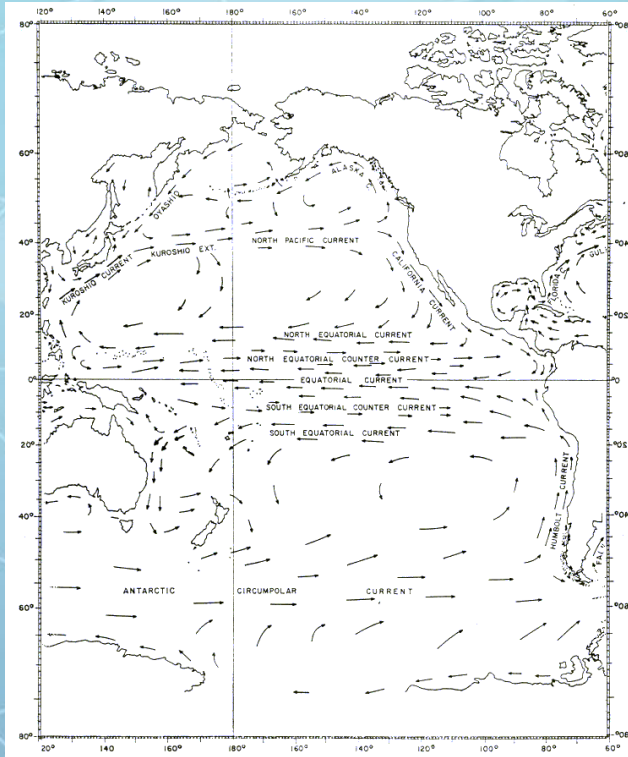 120° 140° 160° 180° 160° 140° 120° 100° 80° 60°
80°
60°
ALASKA C.
OYASHIO
40°
NORTH PACIFIC CURRENT
KUROSHIO EXT.
KUROSHIO CURRENT
CALIFORNIA CURRENT
FLORIDA
GUL
20°
NORTH EQUATORIAL CURRENT
NORTH EQUATORIAL COUNTER CURRENT
0°
EQUATORIAL CURRENT
SOUTH EQUATORIAL COUNTER CURRENT
SOUTH EQUATORIAL CURRENT
20°
HUMBOLT CURRENT
40°
FAL
ANTARCTIC CIRCUMPOLAR CURRENT
60°
80°
20° 140° 160° 180° 160° 140° 120° 100° 80° 60°